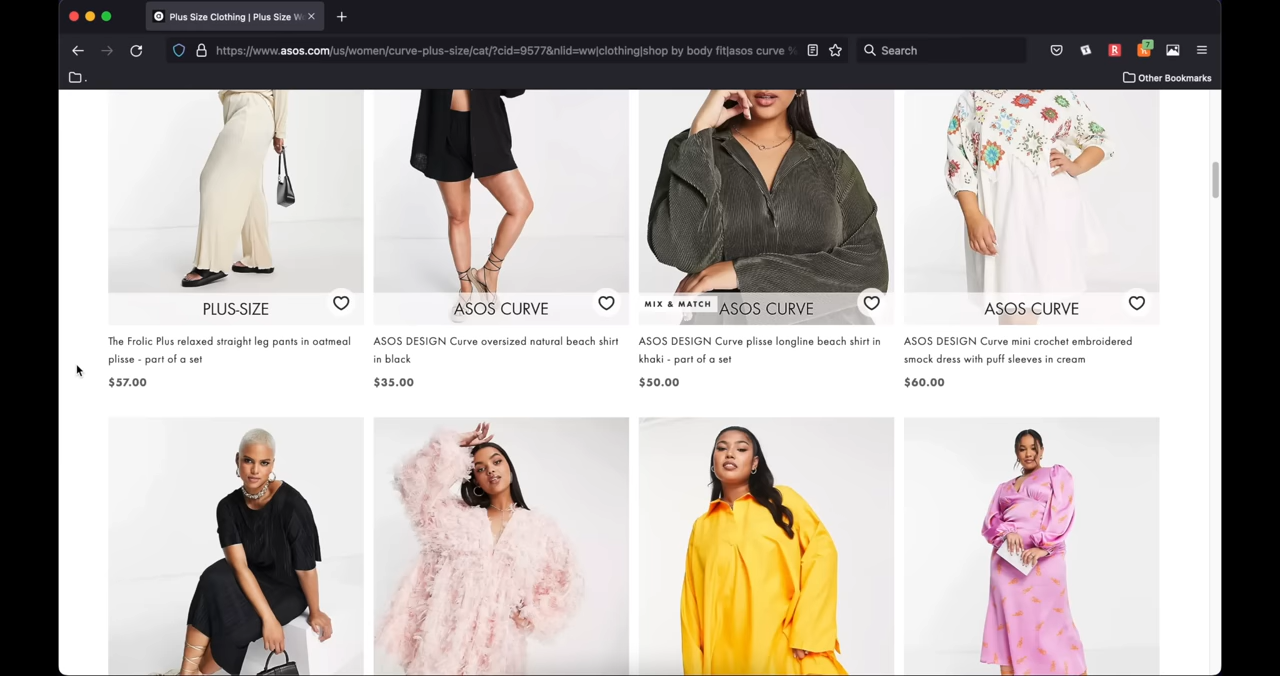 Plus Size Clothing | Plus Size W
https://www.asos.com/us/women/curve-plus-size/cat/?cid=9577&nlid=ww|clothing|shop by body fit|asos curve %
Search
R
7
.
Other Bookmarks
PLUS-SIZE
ASOS CURVE
MIX & MATCH
ASOS CURVE
ASOS CURVE
The Frolic Plus relaxed straight leg pants in oatmeal
plisse - part of a set
$57.00
ASOS DESIGN Curve oversized natural beach shirt
in black
$35.00
ASOS DESIGN Curve plisse longline beach shirt in
khaki - part of a set
$50.00
ASOS DESIGN Curve mini crochet embroidered
smock dress with puff sleeves in cream
$60.00